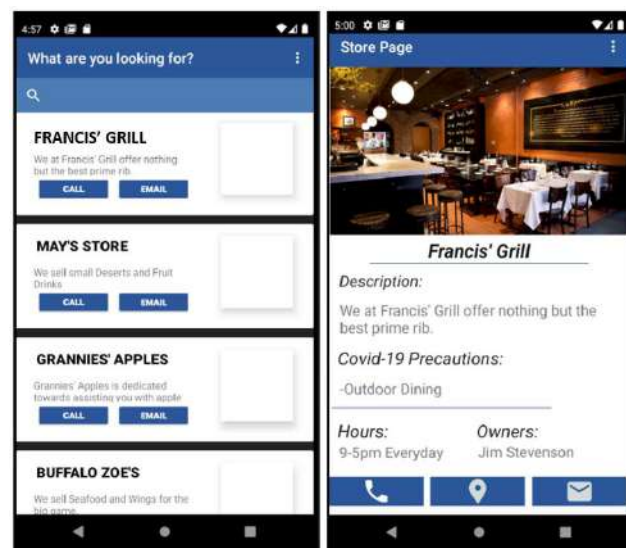 4:57
What are you looking for?
FRANCIS' GRILL
We at Francis' Grill offer nothing
but the best prime rib.
CALL EMAIL
MAY'S STORE
We sell small Deserts and Fruit
Drinks
CALL EMAIL
GRANNIES' APPLES
Grannies' Apples is dedicated
towards assisting you with apple
CALL EMAIL
BUFFALO ZOE'S
We sell Seafood and Wings for the
big game.
5:00
Store Page
Francis' Grill
Description:
We at Francis' Grill offer nothing but the
best prime rib.
Covid-19 Precautions:
-Outdoor Dining
Hours: Owners:
9-5pm Everyday Jim Stevenson